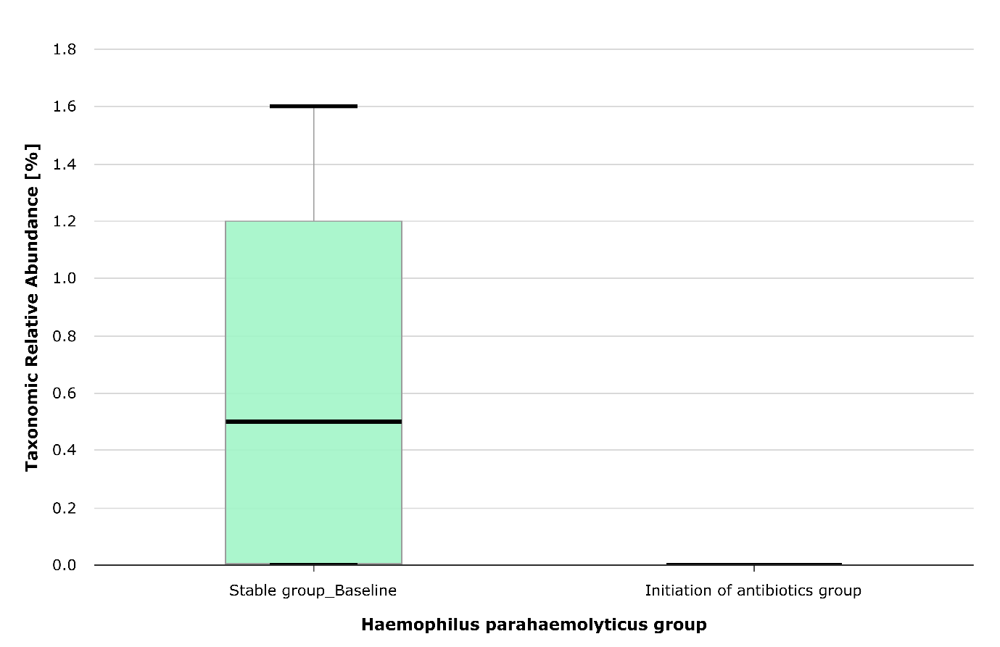 1.8
1.6
1.4
1.2
1.0
0.8
0.6
0.4
0.2
0.0
Taxonomic Relative Abundance [%]
Stable group_Baseline
Initiation of antibiotics group
Haemophilus parahaemolyticus group